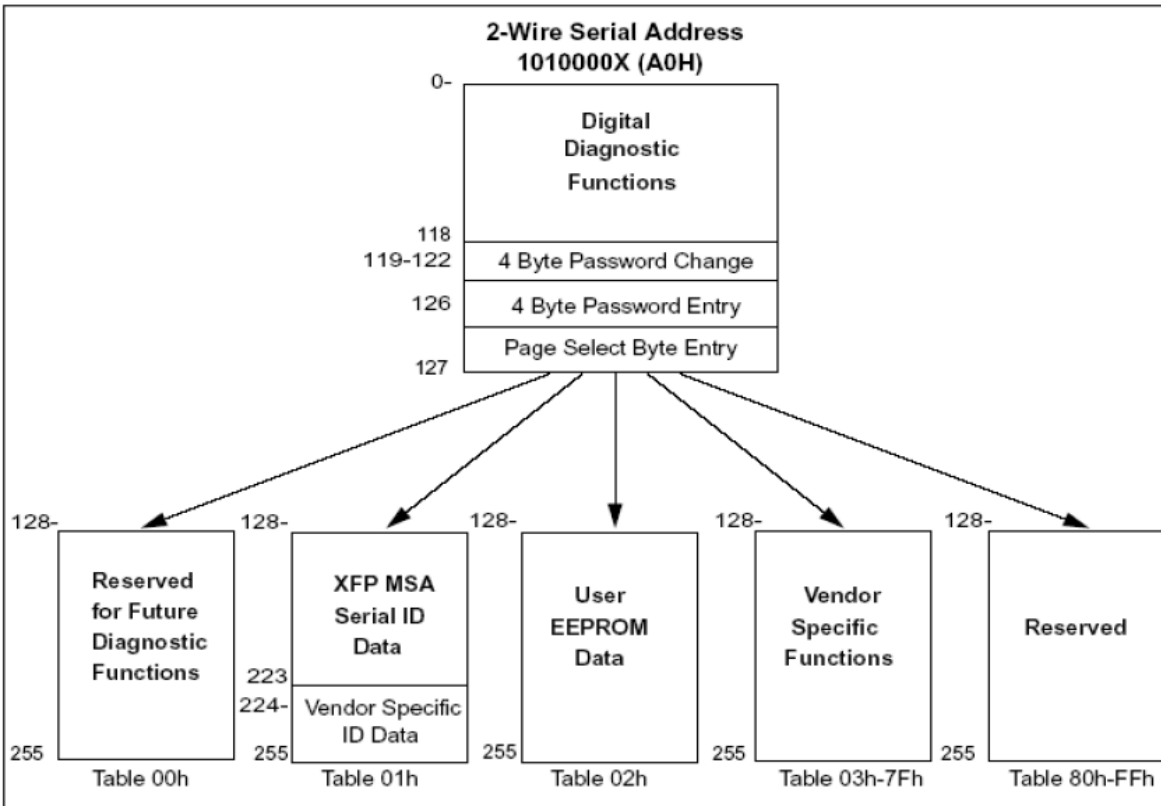 2-Wire Serial Address
1010000X (A0H)
0-
Digital
Diagnostic
Functions
118
119-122
4 Byte Password Change
126
4 Byte Password Entry
Page Select Byte Entry
127
128-
Reserved
for Future
Diagnostic
Functions
255
Table 00h
128-
XFP MSA
Serial ID
Data
223
224-
Vendor Specific
ID Data
255
Table 01h
128-
User
EEPROM
Data
255
Table 02h
128-
Vendor
Specific
Functions
255
Table 03h-7Fh
128-
Reserved
255
Table 80h-FFh